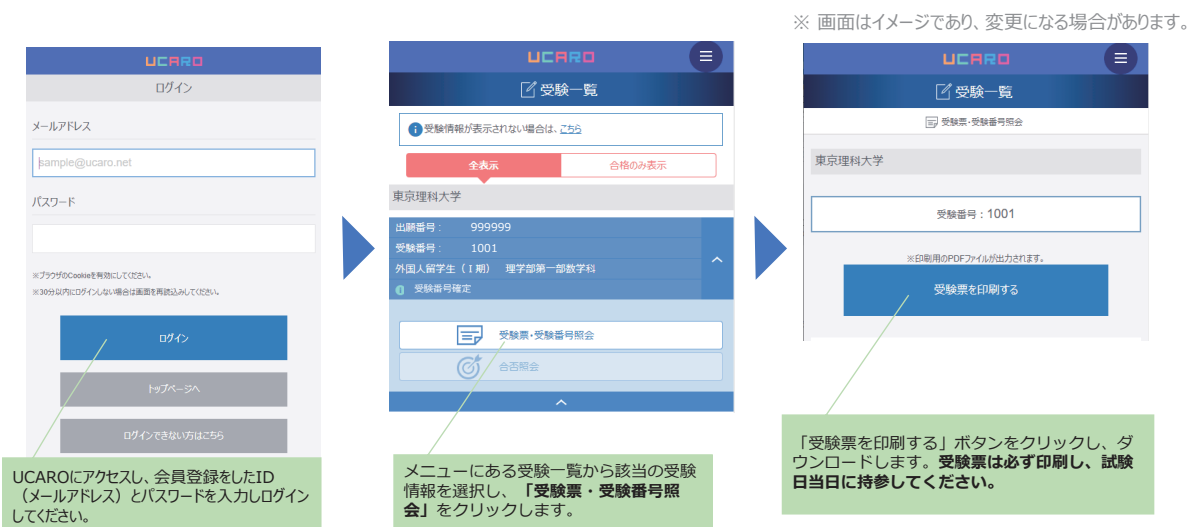 ※ 画面はイメージであり、変更になる場合があります。
UCARO
ログイン
メールアドレス
sample@ucaro.net
パスワード
※ブラウザのCookieを有効にしてください。
※30分以内にログインしない場合は画面を再読込みしてください。
ログイン
トップページへ
ログインできない方はこちら
UCAROにアクセスし、会員登録をしたID
（メールアドレス）とパスワードを入力しログイン
してください。
UCARO
受験一覧
受験情報が表示されない場合は、こちら
全表示 合格のみ表示
東京理科大学
出願番号： 999999
受験番号： 1001
外国人留学生（Ⅰ期） 理学部第一部数学科
受験番号確定
受験票・受験番号照会
合否照会
メニューにある受験一覧から該当の受験
情報を選択し、「受験票・受験番号照
会」をクリックします。
UCARO
受験一覧
受験票・受験番号照会
東京理科大学
受験番号：1001
※印刷用のPDFファイルが出力されます。
受験票を印刷する
「受験票を印刷する」ボタンをクリックし、ダ
ウンロードします。受験票は必ず印刷し、試験
日当日に持参してください。